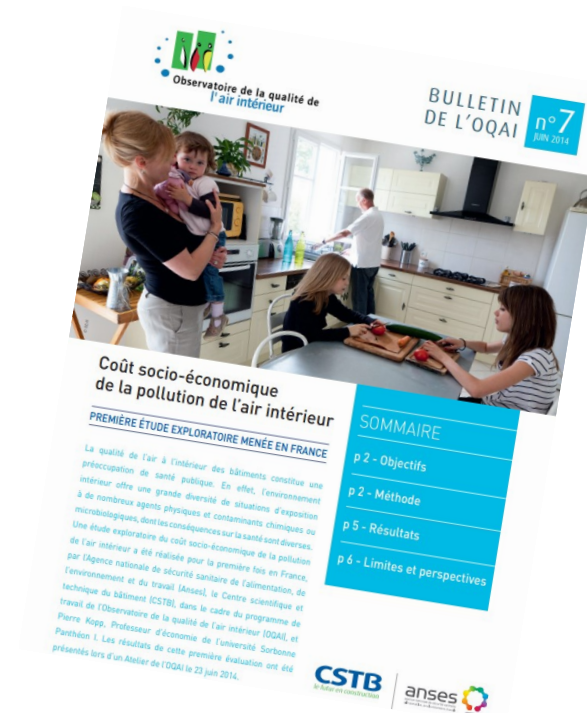 Observatoire de la qualité de
l'air intérieur
BULLETIN
DE L'OQAI
n°7
JUIN 2014
Coût socio-économique
de la pollution de l'air intérieur
PREMIÈRE ÉTUDE EXPLORATOIRE MENÉE EN FRANCE
La qualité de l'air à l'intérieur des bâtiments constitue une
préoccupation de santé publique. En effet, l'environnement
intérieur offre une grande diversité de situations d'exposition
à de nombreux agents physiques et contaminants chimiques ou
microbiologiques, dont les conséquences sur la santé sont diverses.
Une étude exploratoire du coût socio-économique de la pollution
de l'air intérieur a été réalisée pour la première fois en France,
par l'Agence nationale de sécurité sanitaire de l'alimentation, de
l'environnement et du travail (Anses), le Centre scientifique et
technique du bâtiment (CSTB), dans le cadre du programme de
travail de l'Observatoire de la qualité de l'air intérieur (OQAI), et
Pierre Kopp, Professeur d'économie de l'université Sorbonne
Panthéon I. Les résultats de cette première évaluation ont été
présentés lors d'un Atelier de l'OQAI le 23 juin 2014.
SOMMAIRE
p 2 - Objectifs
p 2 - Méthode
p 5 - Résultats
p 6 - Limites et perspectives
CSTB
le futur en construction
anses